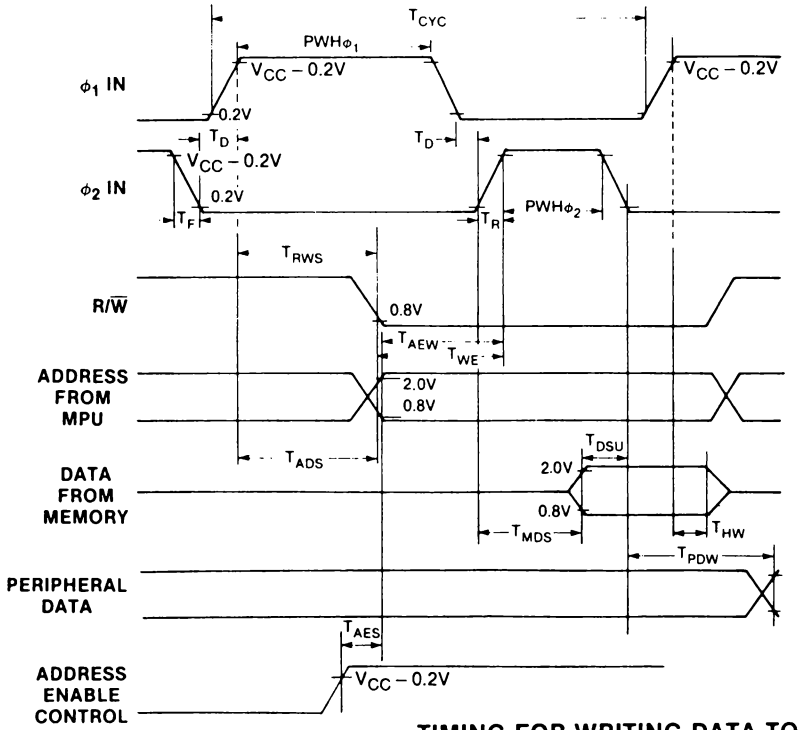 T_CYC
PWHφ₁
V_CC – 0.2V
V_CC – 0.2V
φ₁ IN
0.2V
T_D
T_D
V_CC – 0.2V
φ₂ IN
0.2V
T_F
T_R
PWHφ₂
T_RWS
R/W̅
0.8V
T_AEW
T_WE
ADDRESS
FROM
MPU
2.0V
0.8V
T_ADS
T_DSU
DATA
FROM
MEMORY
2.0V
0.8V
T_MDS
T_HW
T_PDW
PERIPHERAL
DATA
T_AES
ADDRESS
ENABLE
CONTROL
V_CC – 0.2V
TIMING FOR WRITING DATA TO